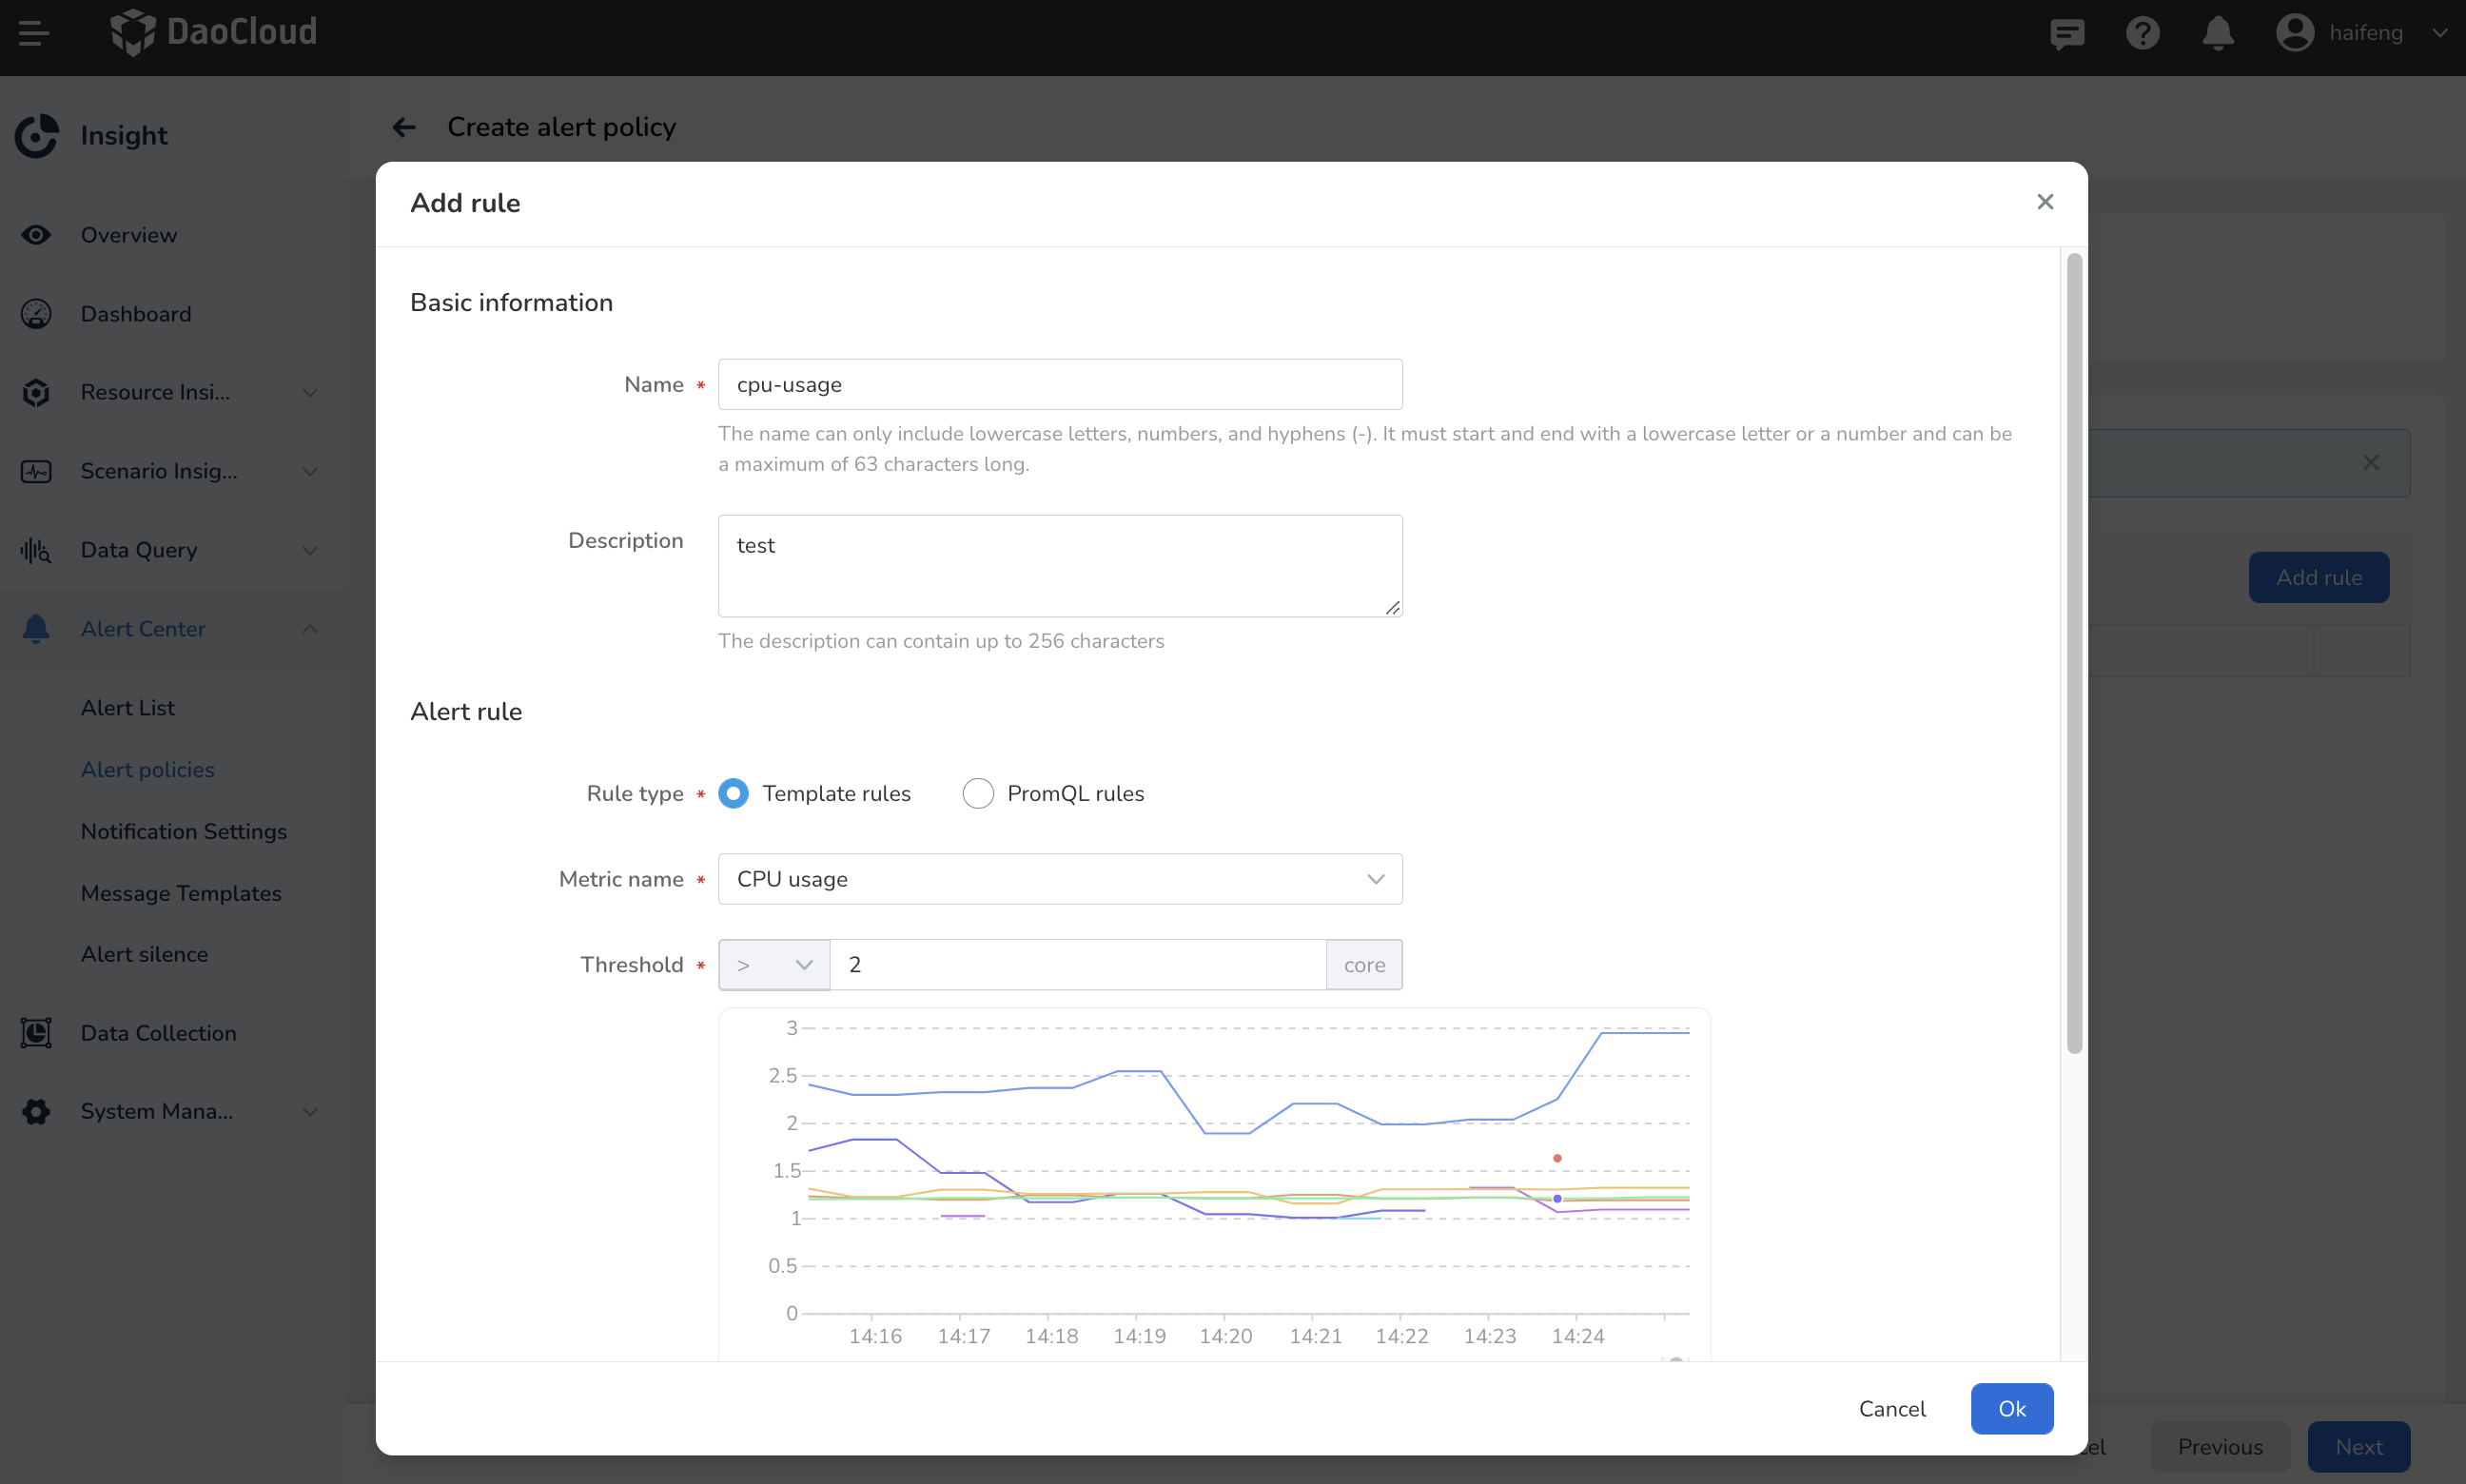 DaoCloud
haifeng
Insight
Overview
Dashboard
Resource Insi...
Scenario Insig...
Data Query
Alert Center
Alert List
Alert policies
Notification Settings
Message Templates
Alert silence
Data Collection
System Mana...
Create alert policy
Add rule
Basic information
Name *
cpu-usage
The name can only include lowercase letters, numbers, and hyphens (-). It must start and end with a lowercase letter or a number and can be
a maximum of 63 characters long.
Description
test
The description can contain up to 256 characters
Alert rule
Rule type * Template rules PromQL rules
Metric name * CPU usage
Threshold * > 2 core
3
2.5
2
1.5
1
0.5
0
14:16 14:17 14:18 14:19 14:20 14:21 14:22 14:23 14:24
Cancel Ok
Add rule
Previous Next